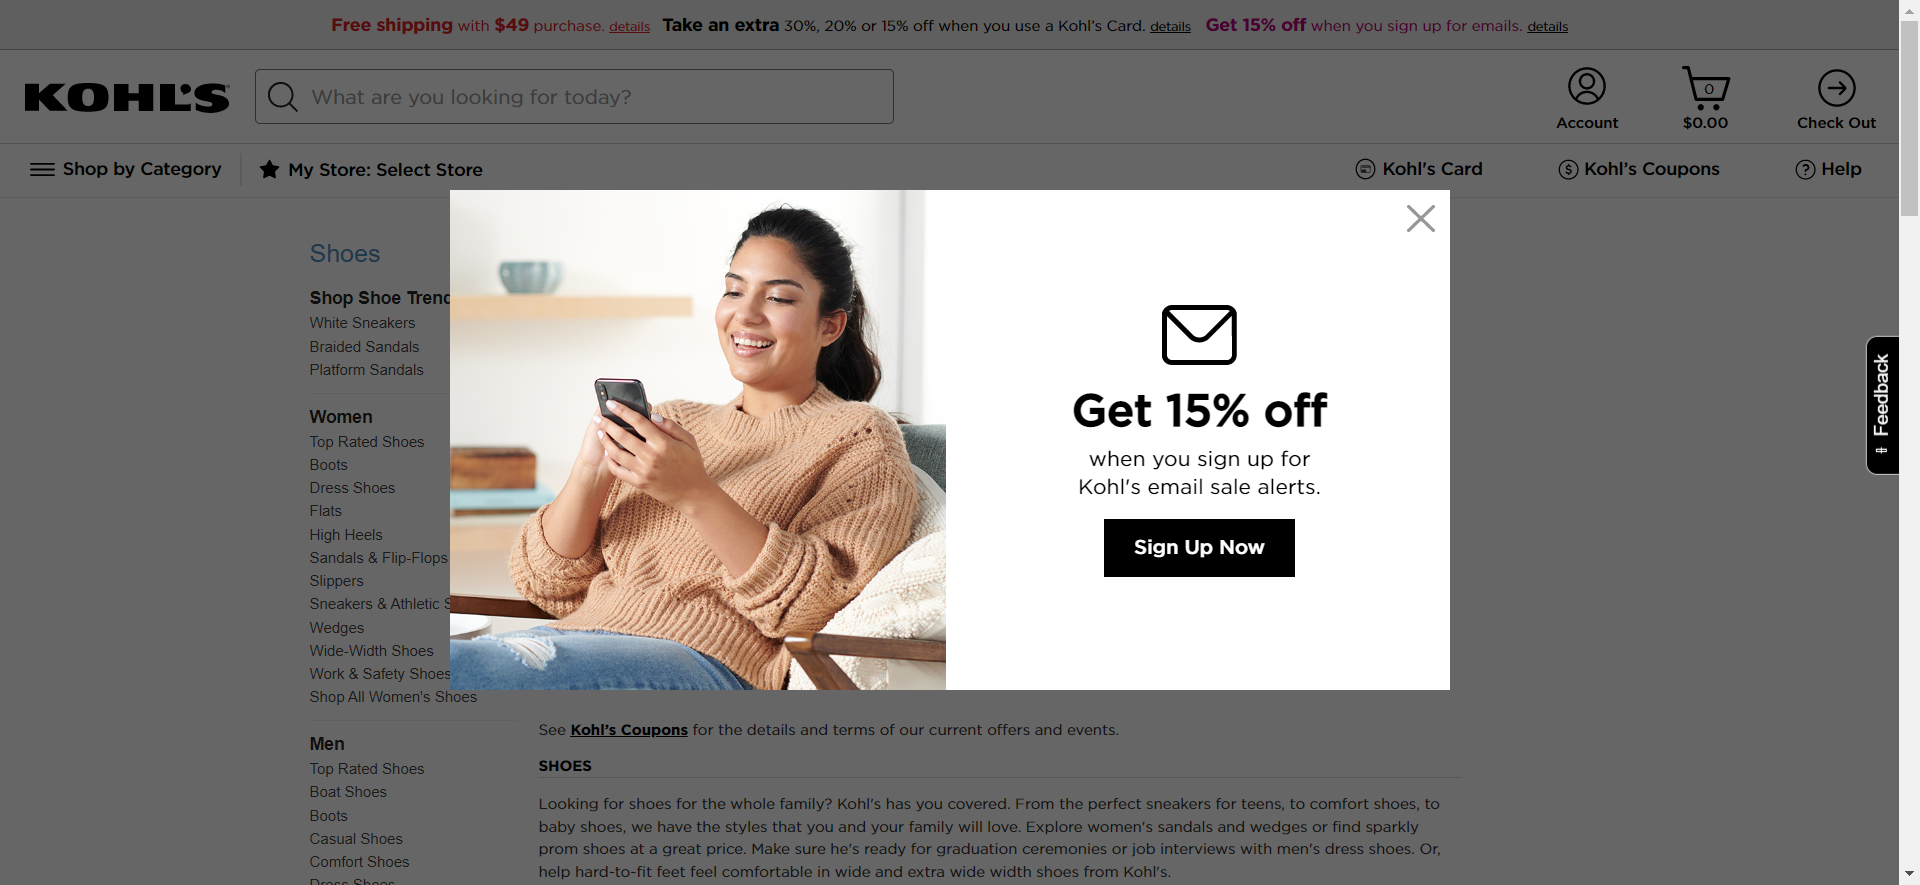 Free shipping with $49 purchase. details Take an extra 30%, 20% or 15% off when you use a Kohl's Card. details Get 15% off when you sign up for emails. details
KOHL'S
What are you looking for today?
Account
0
$0.00
Check Out
Shop by Category
My Store: Select Store
Kohl's Card
Kohl's Coupons
Help
Shoes
Shop Shoe Trend
White Sneakers
Braided Sandals
Platform Sandals
Women
Top Rated Shoes
Boots
Dress Shoes
Flats
High Heels
Sandals & Flip-Flops
Slippers
Sneakers & Athletic S
Wedges
Wide-Width Shoes
Work & Safety Shoes
Shop All Women's Shoes
Men
Top Rated Shoes
Boat Shoes
Boots
Casual Shoes
Comfort Shoes
Dress Shoes
Get 15% off
when you sign up for
Kohl's email sale alerts.
Sign Up Now
Feedback
See Kohl's Coupons for the details and terms of our current offers and events.
SHOES
Looking for shoes for the whole family? Kohl's has you covered. From the perfect sneakers for teens, to comfort shoes, to
baby shoes, we have the styles that you and your family will love. Explore women's sandals and wedges or find sparkly
prom shoes at a great price. Make sure he's ready for graduation ceremonies or job interviews with men's dress shoes. Or,
help hard-to-fit feet feel comfortable in wide and extra wide width shoes from Kohl's.